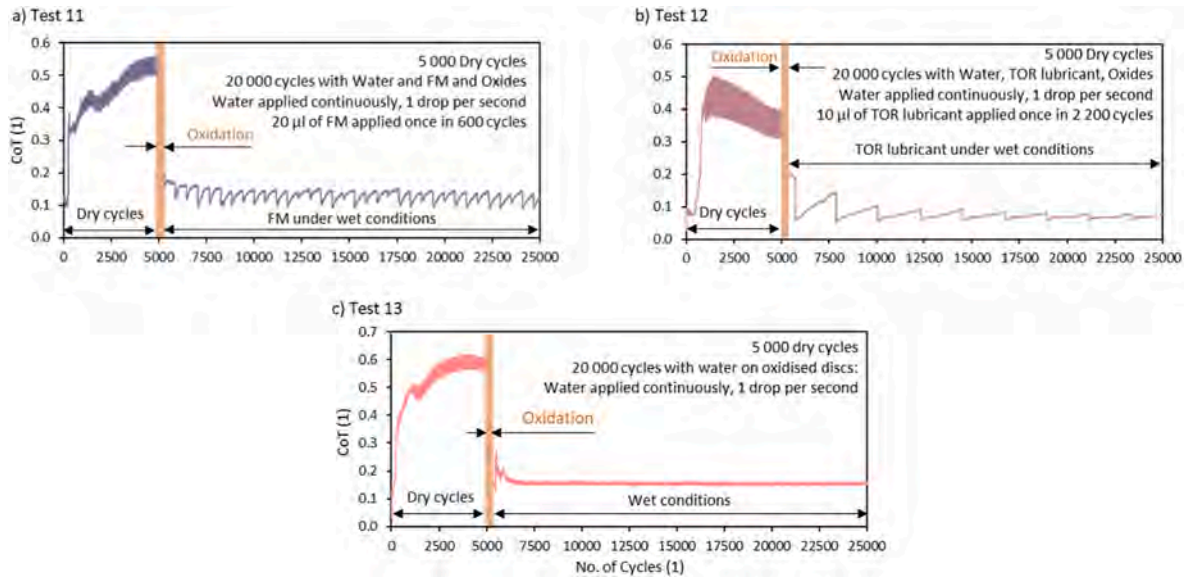 a) Test 11
0.6
0.5
0.4
0.3
0.2
0.1
0.0
CoT (1)
5 000 Dry cycles
20 000 cycles with Water and FM and Oxides
Water applied continuously, 1 drop per second
20 µl of FM applied once in 600 cycles
Oxidation
Dry cycles
FM under wet conditions
0 2500 5000 7500 10000 12500 15000 17500 20000 22500 25000
b) Test 12
0.6
0.5
0.4
0.3
0.2
0.1
0.0
CoT (1)
Oxidation
5 000 Dry cycles
20 000 cycles with Water, TOR lubricant, Oxides
Water applied continuously, 1 drop per second
10 µl of TOR lubricant applied once in 2 200 cycles
TOR lubricant under wet conditions
Dry cycles
0 2500 5000 7500 10000 12500 15000 17500 20000 22500 25000
c) Test 13
0.7
0.6
0.5
0.4
0.3
0.2
0.1
0.0
CoT (1)
5 000 dry cycles
20 000 cycles with water on oxidised discs:
Water applied continuously, 1 drop per second
Oxidation
Dry cycles
Wet conditions
0 2500 5000 7500 10000 12500 15000 17500 20000 22500 25000
No. of Cycles (1)